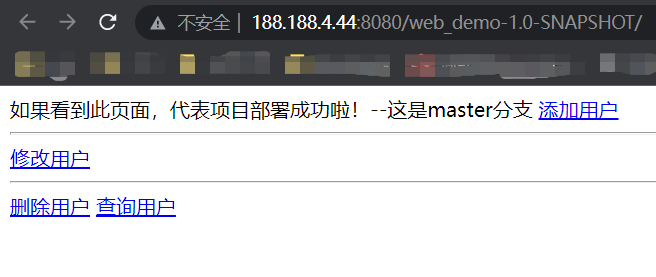 不安全 | 188.188.4.44:8080/web_demo-1.0-SNAPSHOT/
如果看到此页面，代表项目部署成功啦！--这是master分支 添加用户
修改用户
删除用户 查询用户